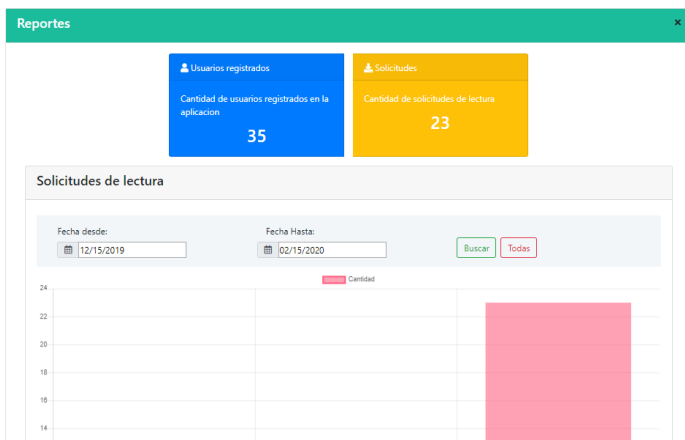 Reportes ×
Usuarios registrados
Cantidad de usuarios registrados en la
aplicacion
35
Solicitudes
Cantidad de solicitudes de lectura
23
Solicitudes de lectura
Fecha desde:
12/15/2019
Fecha Hasta:
02/15/2020
Buscar
Todas
Cantidad
24
22
20
18
16
14